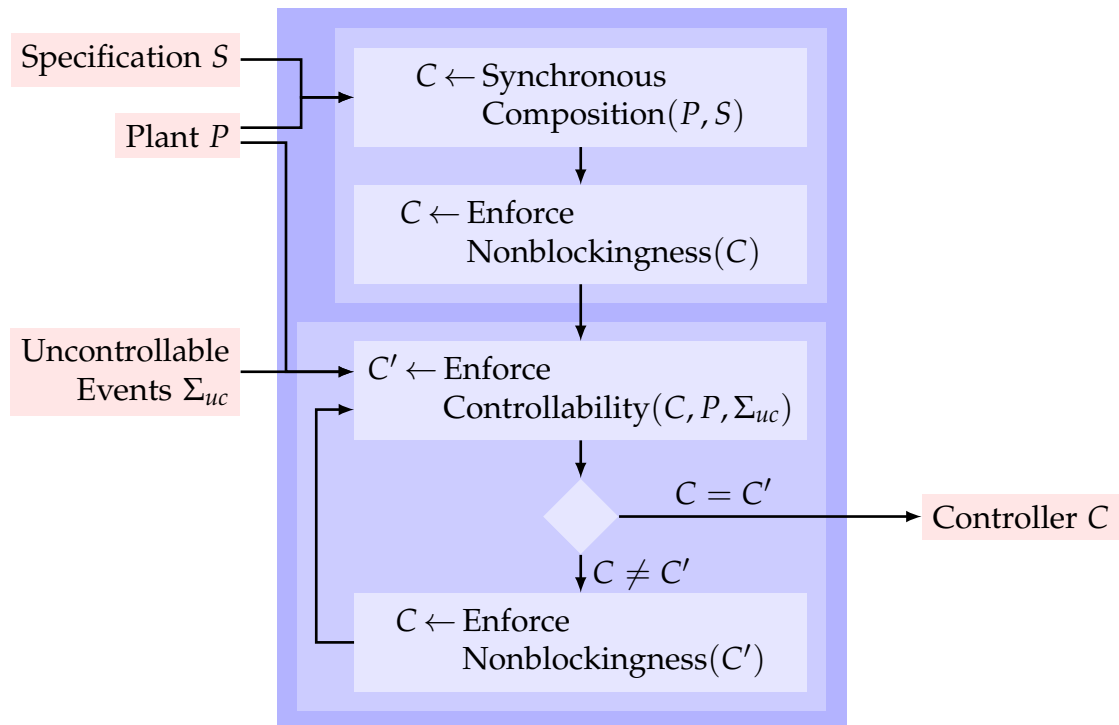 Specification S
Plant P
C ← Synchronous
Composition(P, S)
C ← Enforce
Nonblockingness(C)
Uncontrollable
Events Σuc
C′ ← Enforce
Controllability(C, P, Σuc)
C = C′
Controller C
C ≠ C′
C ← Enforce
Nonblockingness(C′)